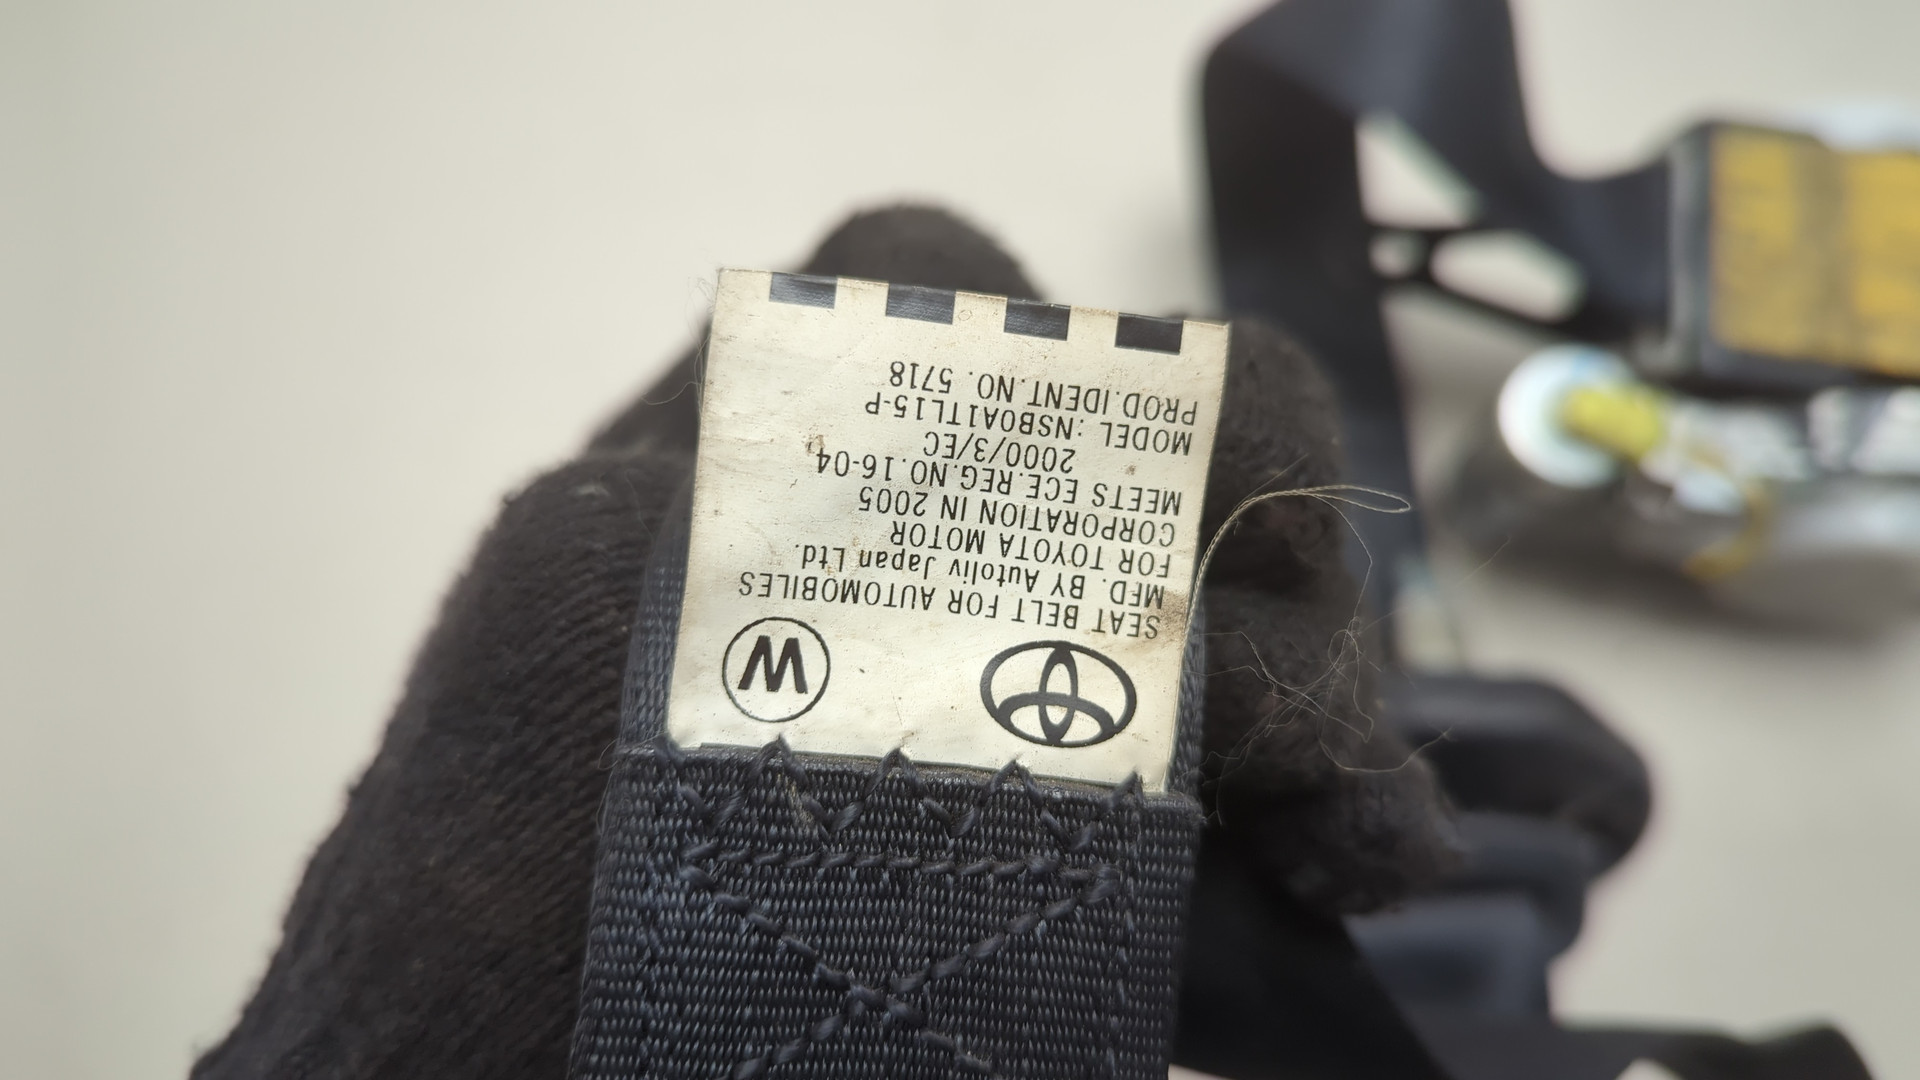 W
SEAT BELT FOR AUTOMOBILES
MFD. BY Autoliv Japan Ltd.
FOR TOYOTA MOTOR
CORPORATION IN 2005
MEETS ECE.REG.NO.16-04,
2000/3/EC
MODEL : NSB0A1TL15-P
PROD.IDENT.NO. 5718